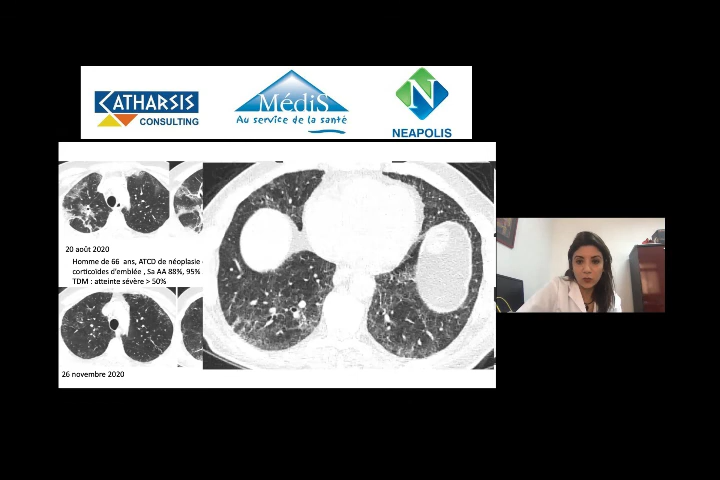 KATHARSIS
CONSULTING
MédiS
Au service de la santé
N
NEAPOLIS
20 août 2020
Homme de 66 ans, ATCD de néoplasie
corticoïdes d'emblée , Sa AA 88%, 95%
TDM : atteinte sévère > 50%
26 novembre 2020